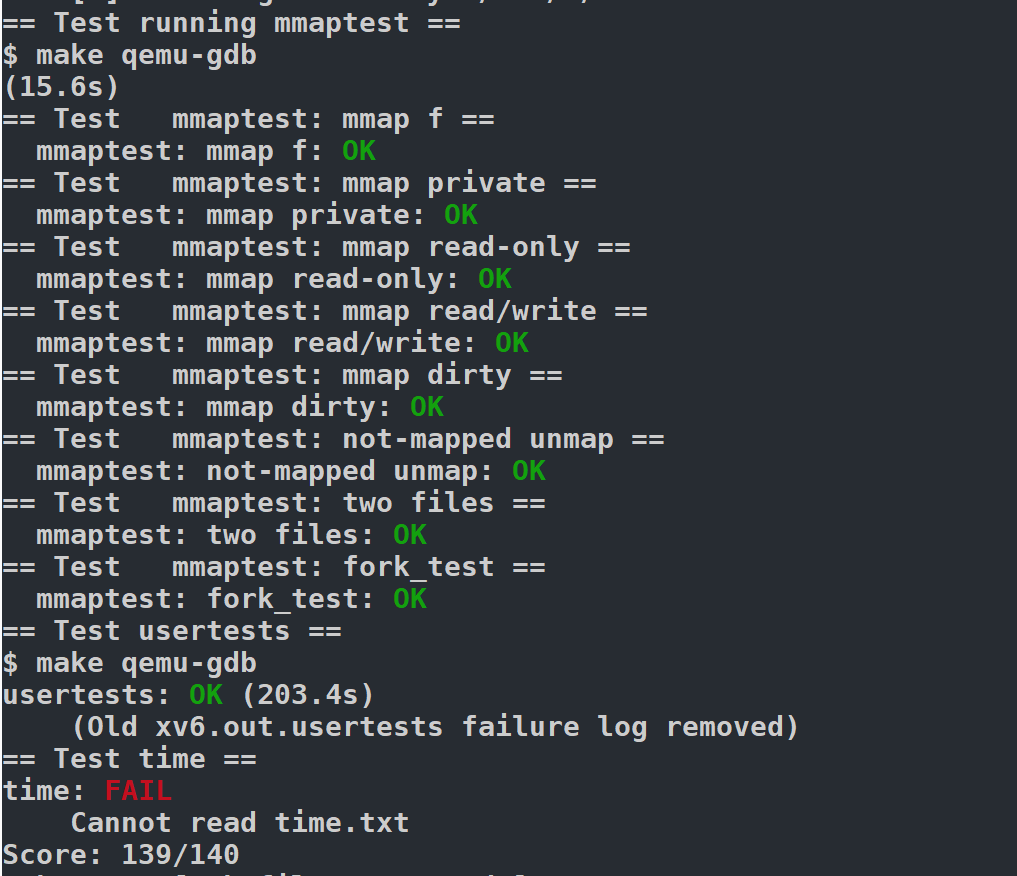 == Test running mmaptest ==
$ make qemu-gdb
(15.6s)
== Test   mmaptest: mmap f ==
  mmaptest: mmap f: OK
== Test   mmaptest: mmap private ==
  mmaptest: mmap private: OK
== Test   mmaptest: mmap read-only ==
  mmaptest: mmap read-only: OK
== Test   mmaptest: mmap read/write ==
  mmaptest: mmap read/write: OK
== Test   mmaptest: mmap dirty ==
  mmaptest: mmap dirty: OK
== Test   mmaptest: not-mapped unmap ==
  mmaptest: not-mapped unmap: OK
== Test   mmaptest: two files ==
  mmaptest: two files: OK
== Test   mmaptest: fork_test ==
  mmaptest: fork_test: OK
== Test usertests ==
$ make qemu-gdb
usertests: OK (203.4s)
    (Old xv6.out.usertests failure log removed)
== Test time ==
time: FAIL
    Cannot read time.txt
Score: 139/140